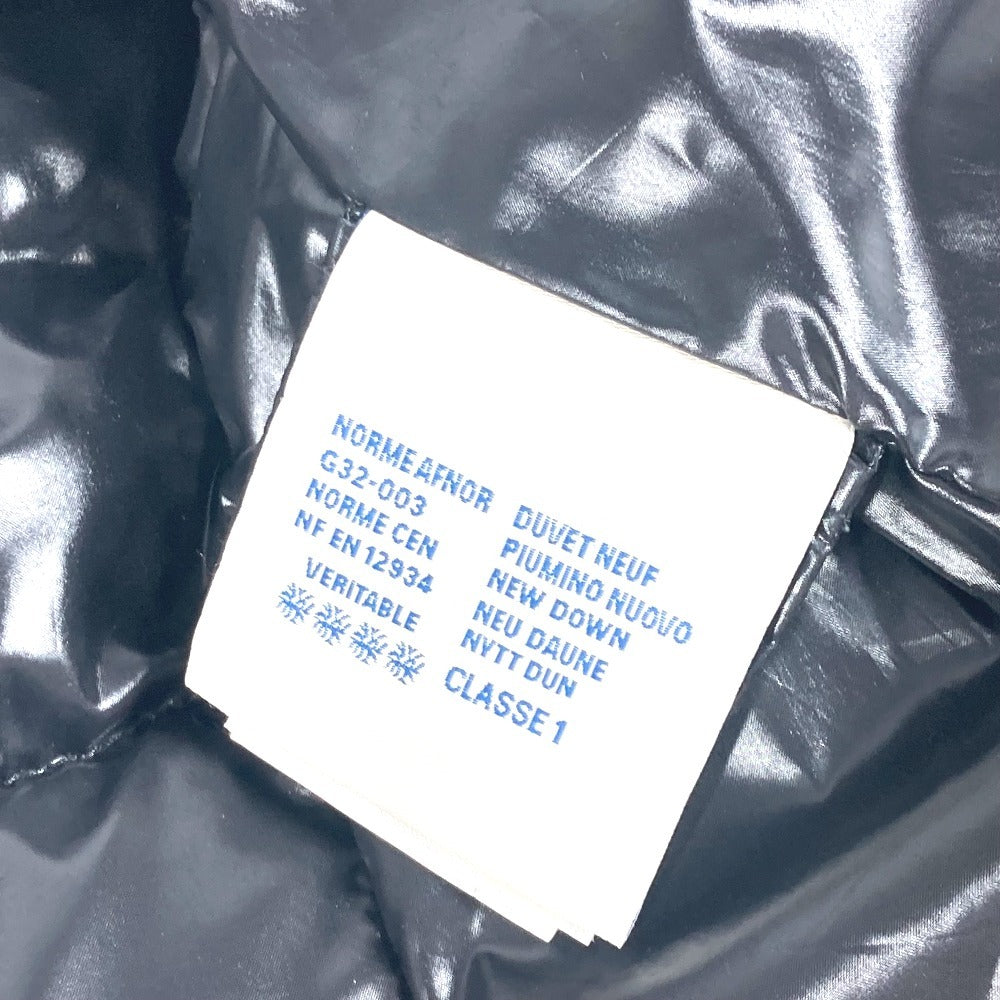 NORME AFNOR
G32-003
NORME CEN
NF EN 12934
VERITABLE
DUVET NEUF
PIUMINO NUOVO
NEW DOWN
NEU DAUNE
NYTT DUN
CLASSE 1